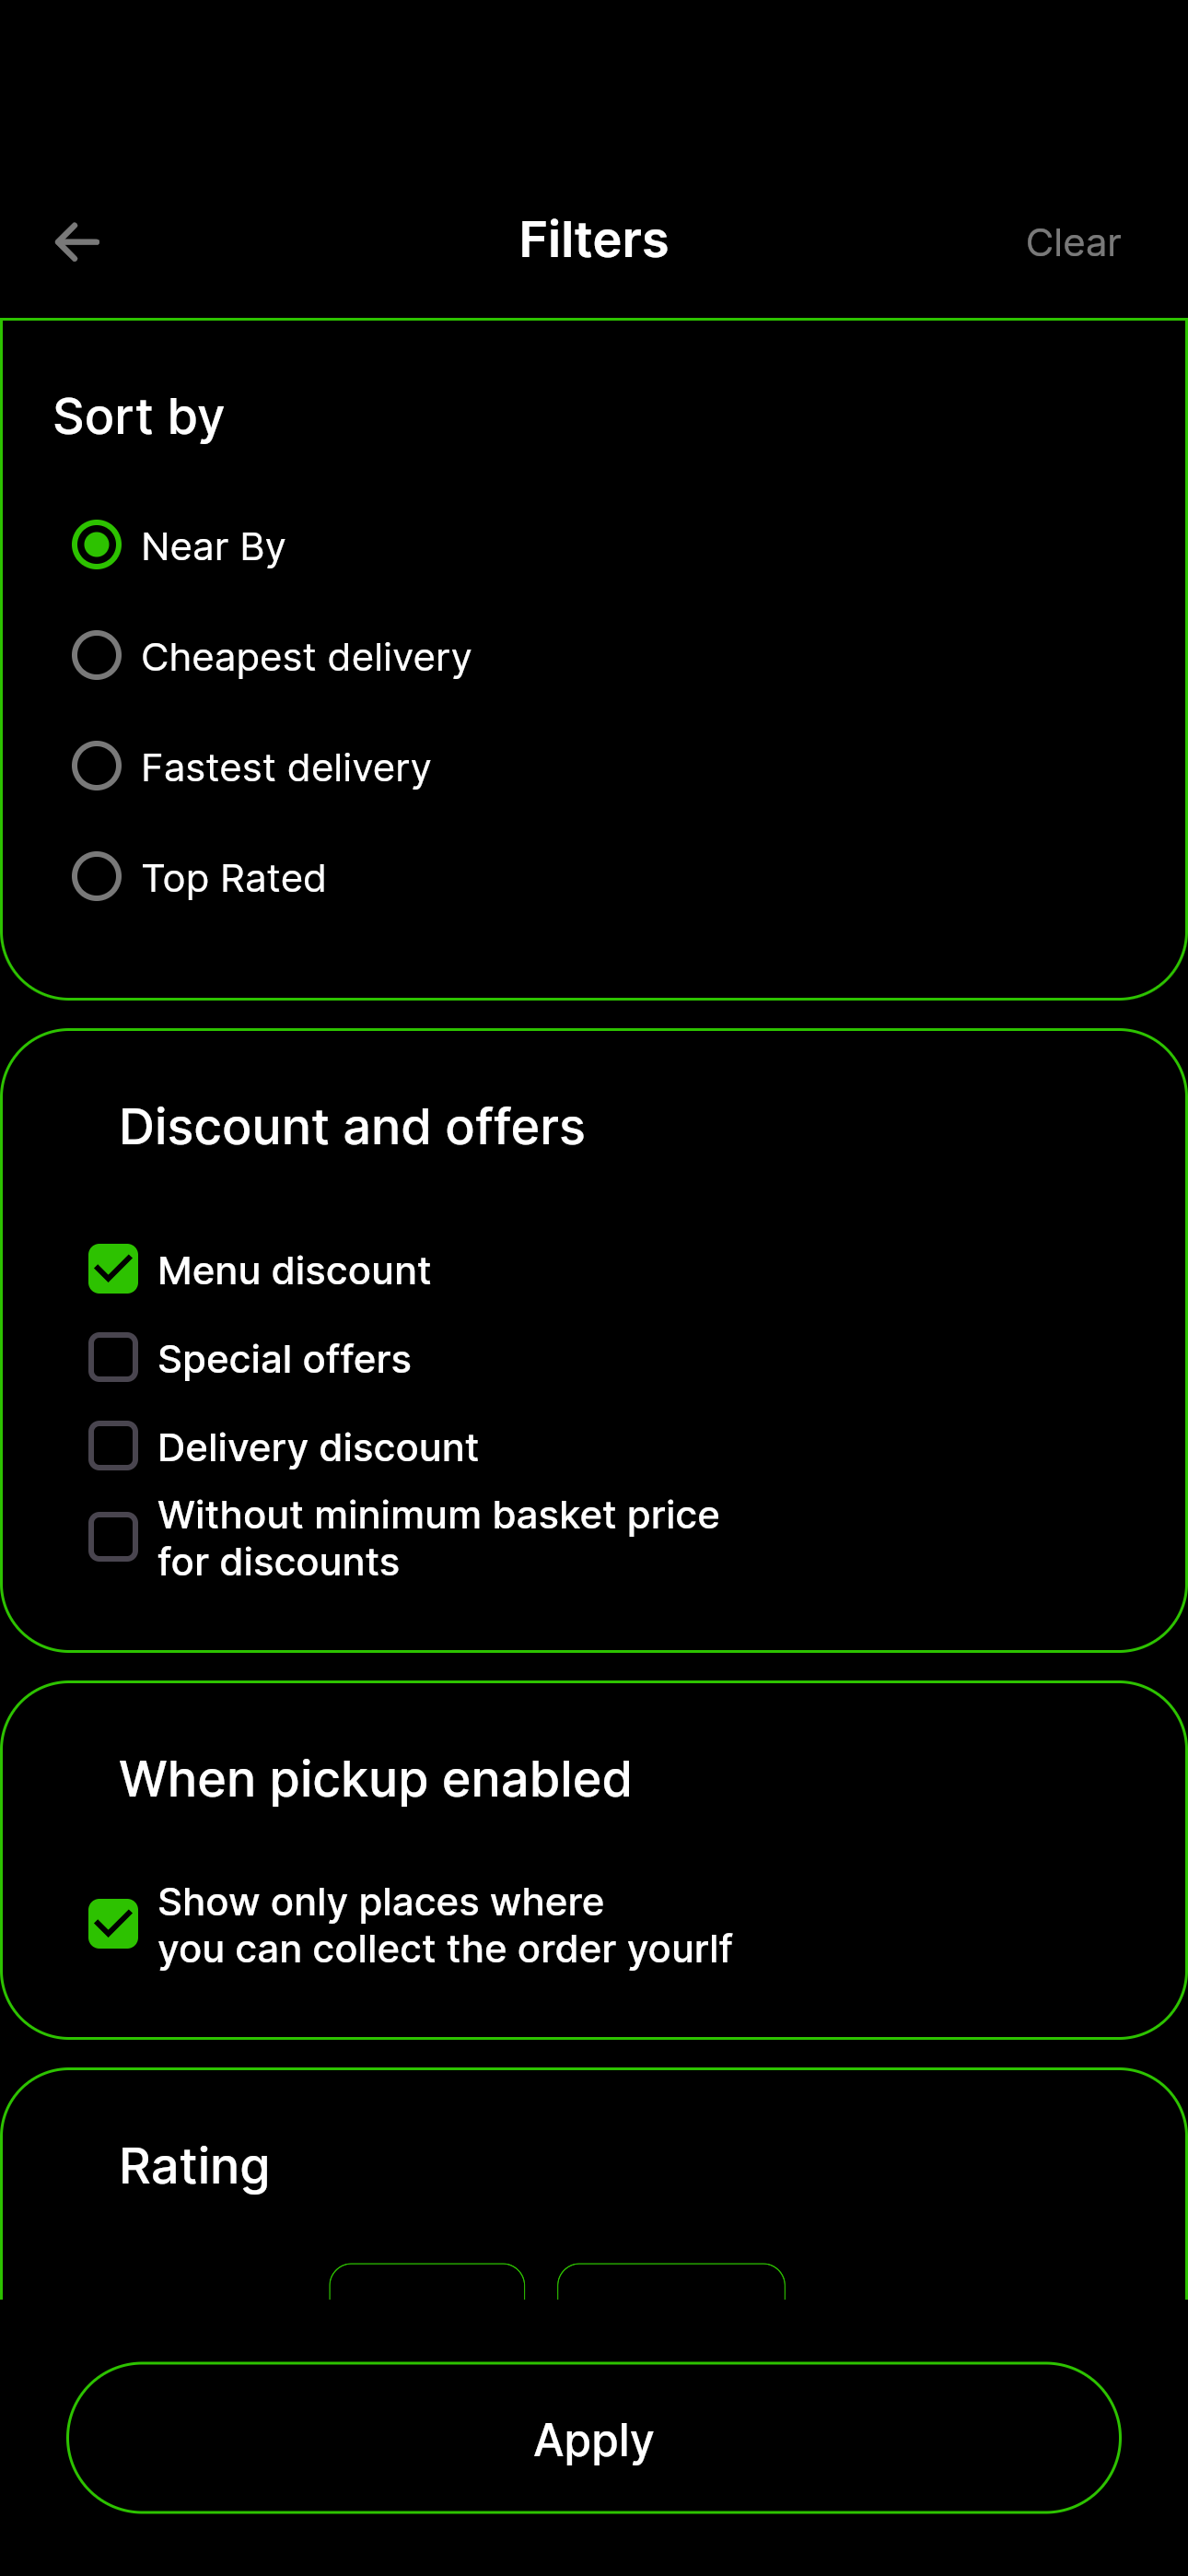 Filters
Clear
Sort by
Near By
Cheapest delivery
Fastest delivery
Top Rated
Discount and offers
Menu discount
Special offers
Delivery discount
Without minimum basket price
for discounts
When pickup enabled
Show only places where
you can collect the order yourlf
Rating
Apply